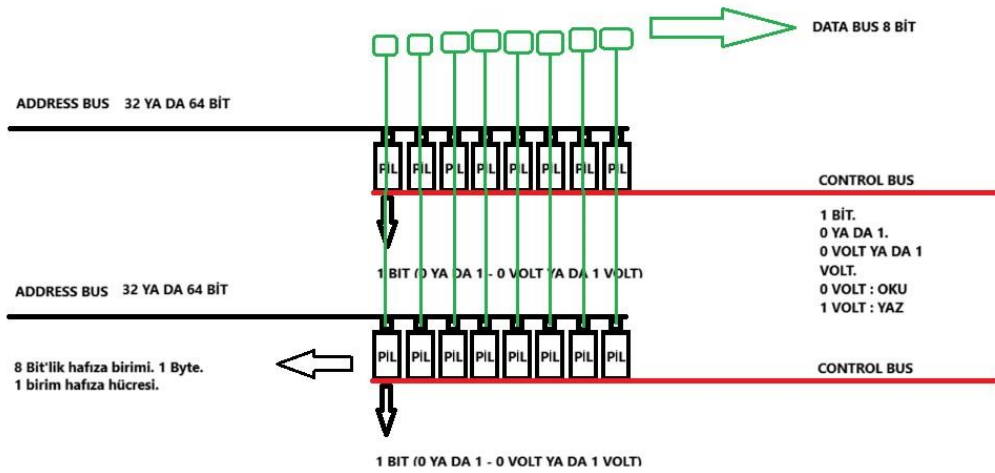 DATA BUS 8 BİT
ADDRESS BUS 32 YA DA 64 BİT
PİL PİL PİL PİL PİL PİL PİL PİL
CONTROL BUS
1 BİT.
0 YA DA 1.
0 VOLT YA DA 1
VOLT.
0 VOLT : OKU
1 VOLT : YAZ
1 BIT (0 YA DA 1 - 0 VOLT YA DA 1 VOLT)
ADDRESS BUS 32 YA DA 64 BİT
PİL PİL PİL PİL PİL PİL PİL PİL
8 Bit'lik hafıza birimi. 1 Byte.
1 birim hafıza hücresi.
CONTROL BUS
1 BIT (0 YA DA 1 - 0 VOLT YA DA 1 VOLT)